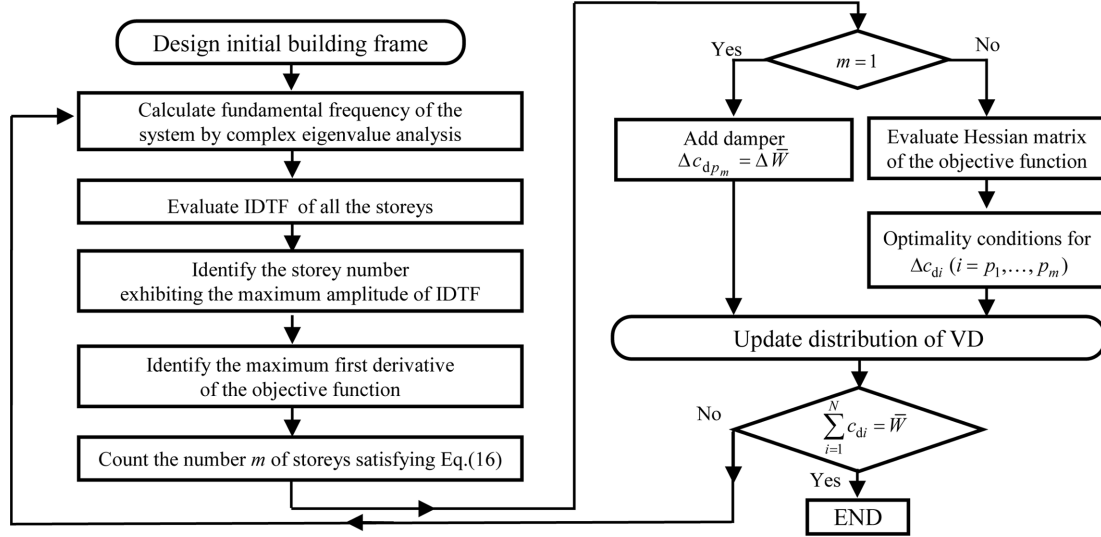 Design initial building frame
Calculate fundamental frequency of the
system by complex eigenvalue analysis
Evaluate IDTF of all the storeys
Identify the storey number
exhibiting the maximum amplitude of IDTF
Identify the maximum first derivative
of the objective function
Count the number m of storeys satisfying Eq.(16)
Yes
m = 1
No
Add damper
Δc_{dp_m} = ΔW̅
Evaluate Hessian matrix
of the objective function
Optimality conditions for
Δc_{di} (i = p_1,…, p_m)
Update distribution of VD
No
\sum_{i=1}^{N} c_{di} = W̅
Yes
END